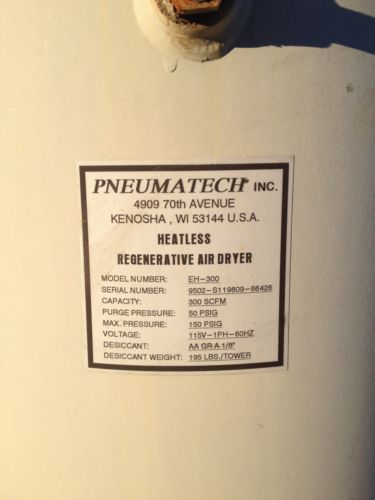 PNEUMATECH® INC.
4909 70th AVENUE
KENOSHA , WI 53144 U.S.A.
HEATLESS
REGENERATIVE AIR DRYER
MODEL NUMBER: EH-300
SERIAL NUMBER: 9502-S119809-66426
CAPACITY: 300 SCFM
PURGE PRESSURE: 50 PSIG
MAX. PRESSURE: 150 PSIG
VOLTAGE: 115V-1PH-60HZ
DESICCANT: AA GR A 1/8"
DESICCANT WEIGHT: 195 LBS./TOWER